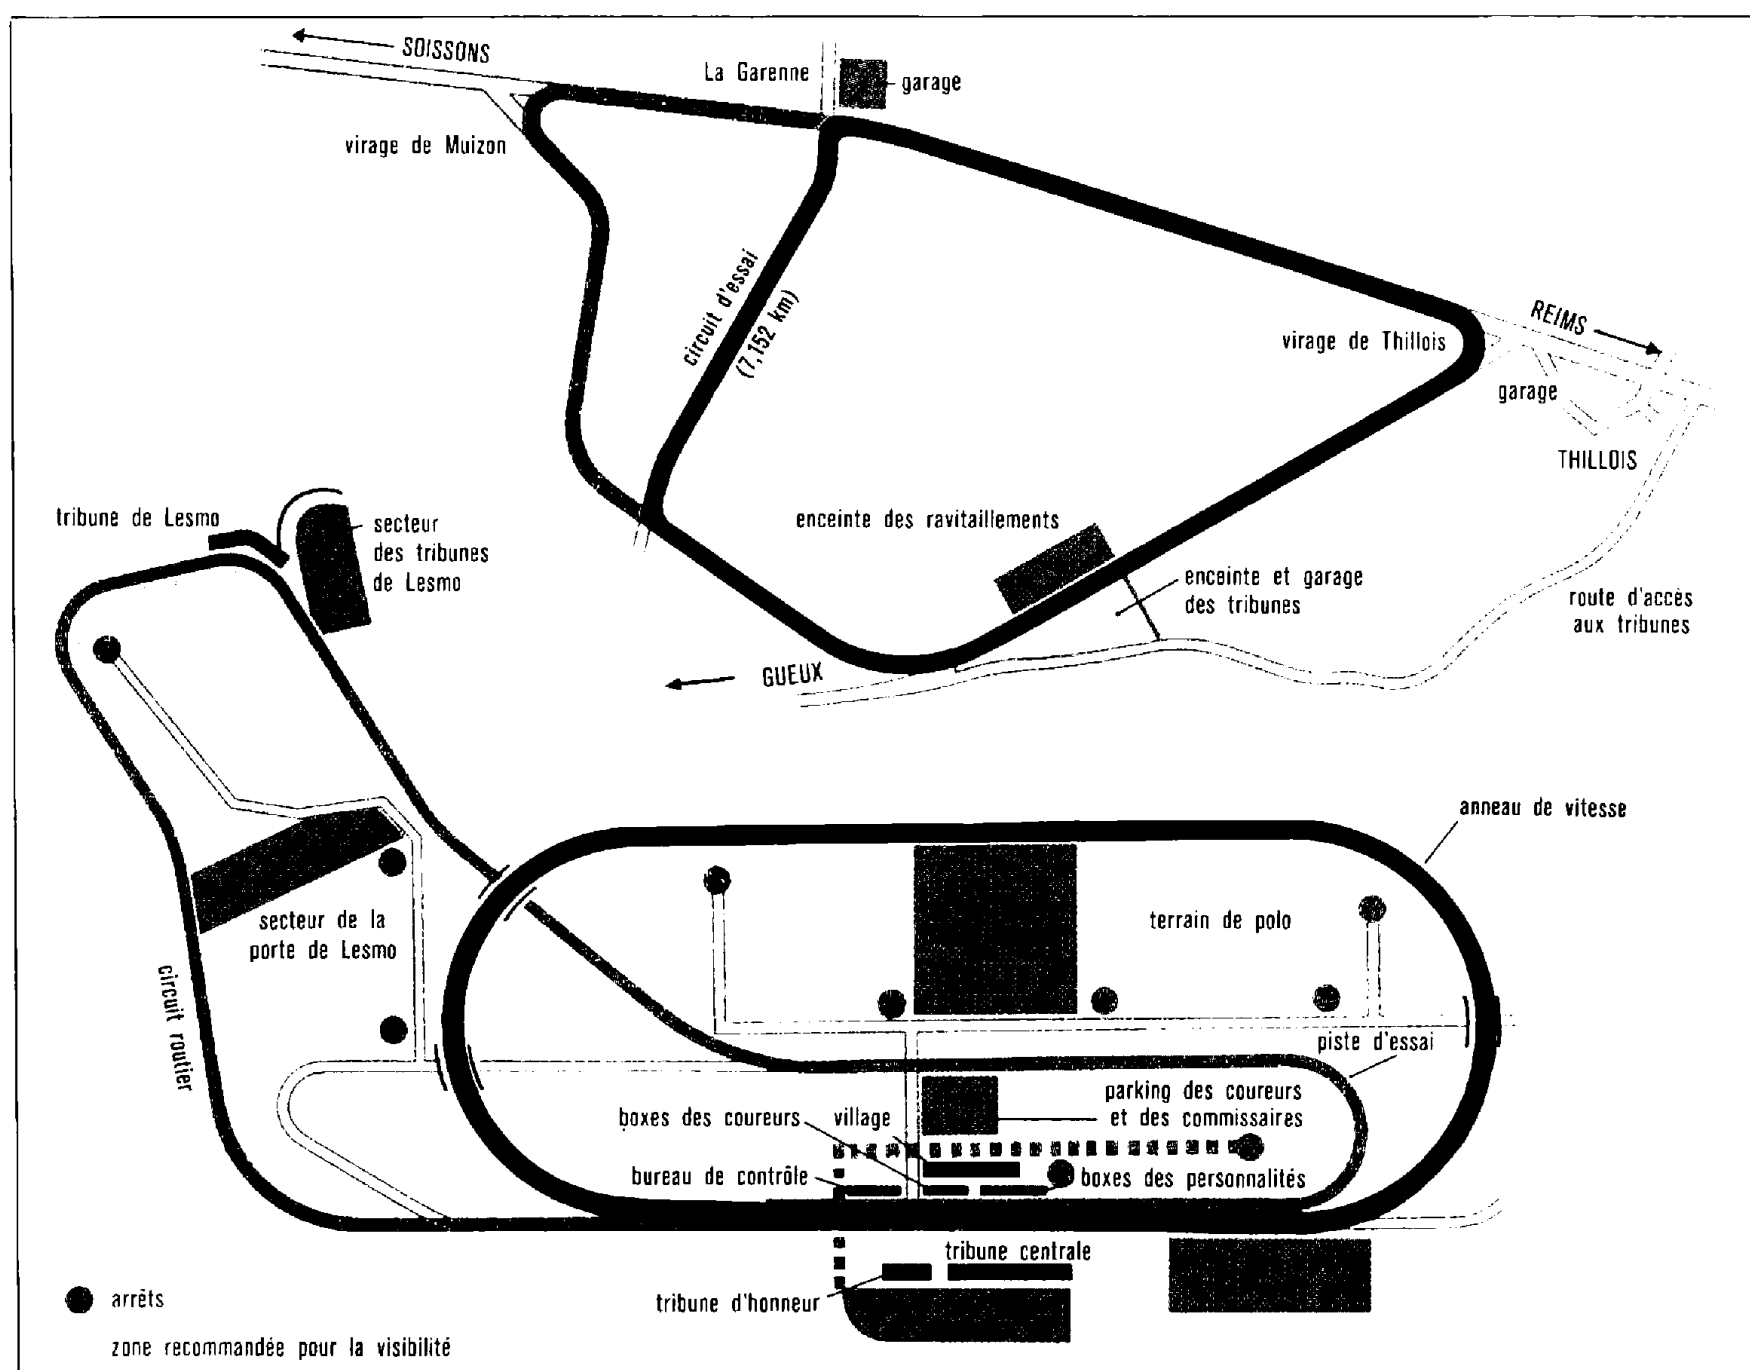 SOISSONS
La Garenne
garage
virage de Muizon
circuit d'essai
(7,152 km)
REIMS
virage de Thillois
garage
THILLOIS
tribune de Lesmo
secteur
des tribunes
de Lesmo
enceinte des ravitaillements
enceinte et garage
des tribunes
route d'accès
aux tribunes
GUEUX
anneau de vitesse
terrain de polo
secteur de la
porte de Lesmo
circuit routier
piste d'essai
parking des coureurs
et des commissaires
boxes des coureurs
village
bureau de contrôle
boxes des personnalités
tribune centrale
tribune d'honneur
arrêts
zone recommandée pour la visibilité